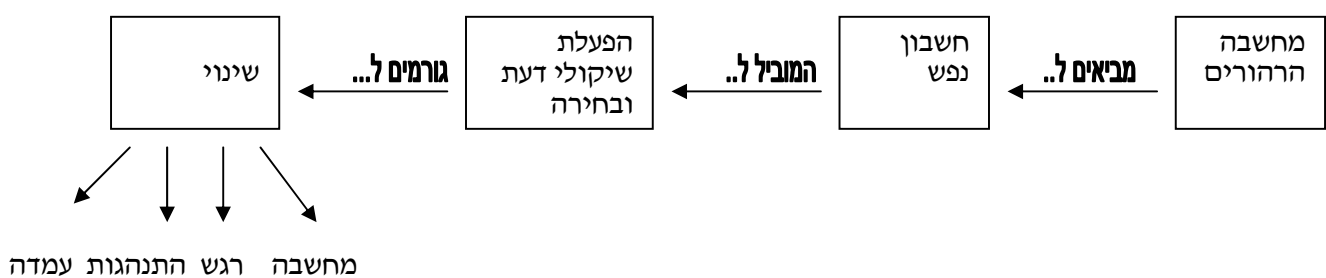 מחשבה
הרהורים
מביאים ל..
חשבון
נפש
המוביל ל..
הפעלת
שיקולי דעת
ובחירה
גורמים ל...
שינוי
מחשבה רגש התנהגות עמדה